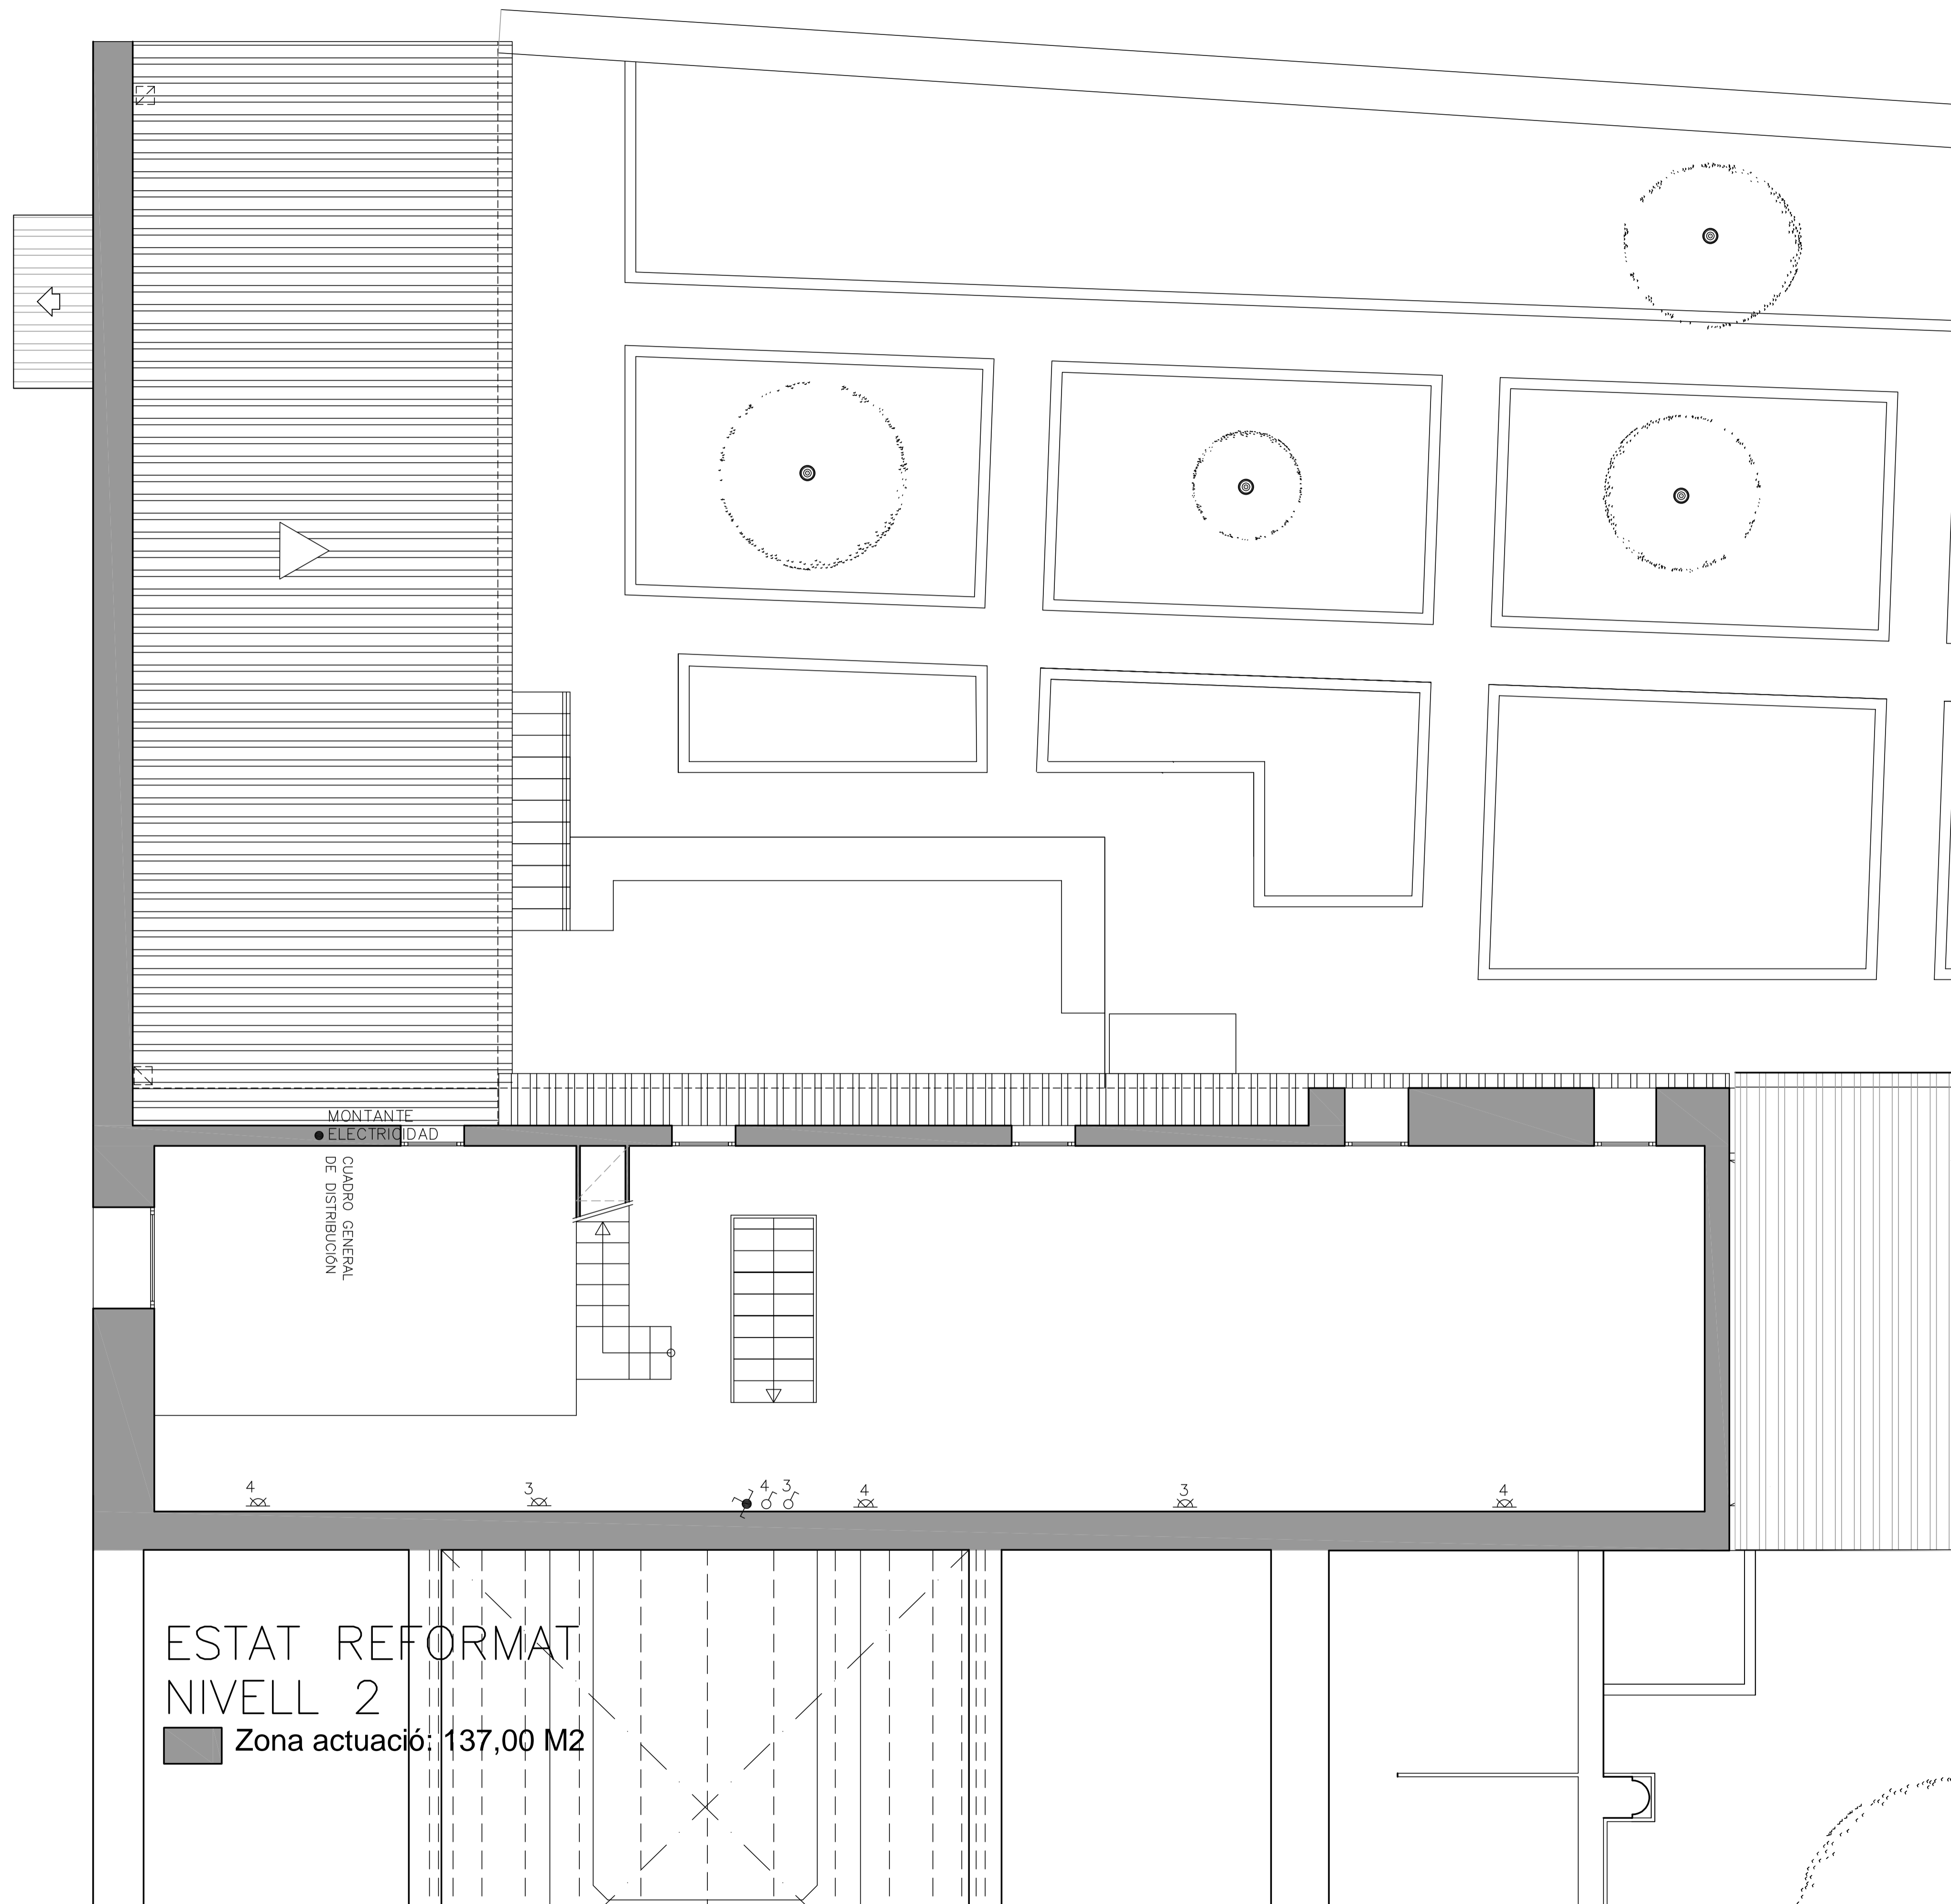 MONTANTE
ELECTRICIDAD
CUADRO GENERAL
DE DISTRIBUCIÓN
4
3
4
3
4
3
4
ESTAT REFORMAT
NIVELL 2
Zona actuació: 137,00 M2